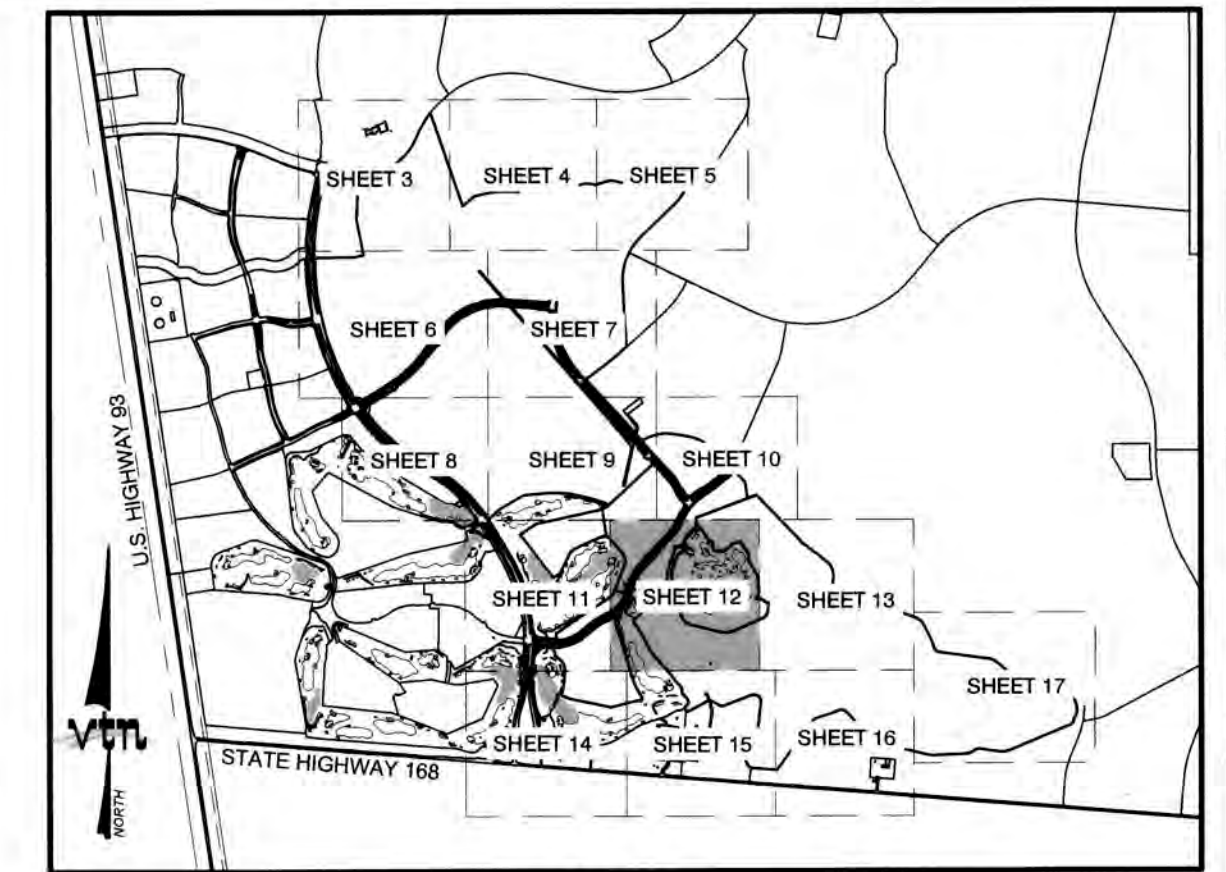 SHEET 3
SHEET 4
SHEET 5
SHEET 6
SHEET 7
U.S. HIGHWAY 93
SHEET 8
SHEET 9
SHEET 10
SHEET 11
SHEET 12
SHEET 13
SHEET 17
vtn
NORTH
STATE HIGHWAY 168
SHEET 14
SHEET 15
SHEET 16